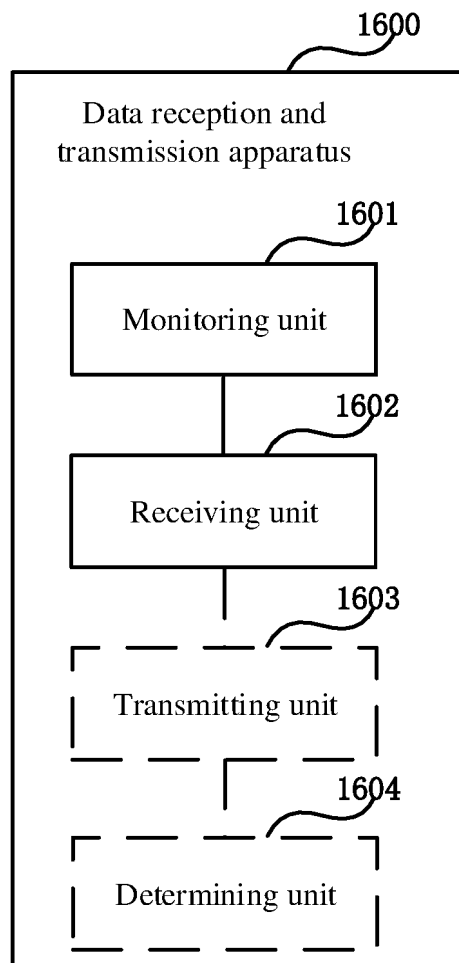 1600
Data reception and
transmission apparatus
1601
Monitoring unit
1602
Receiving unit
1603
Transmitting unit
1604
Determining unit